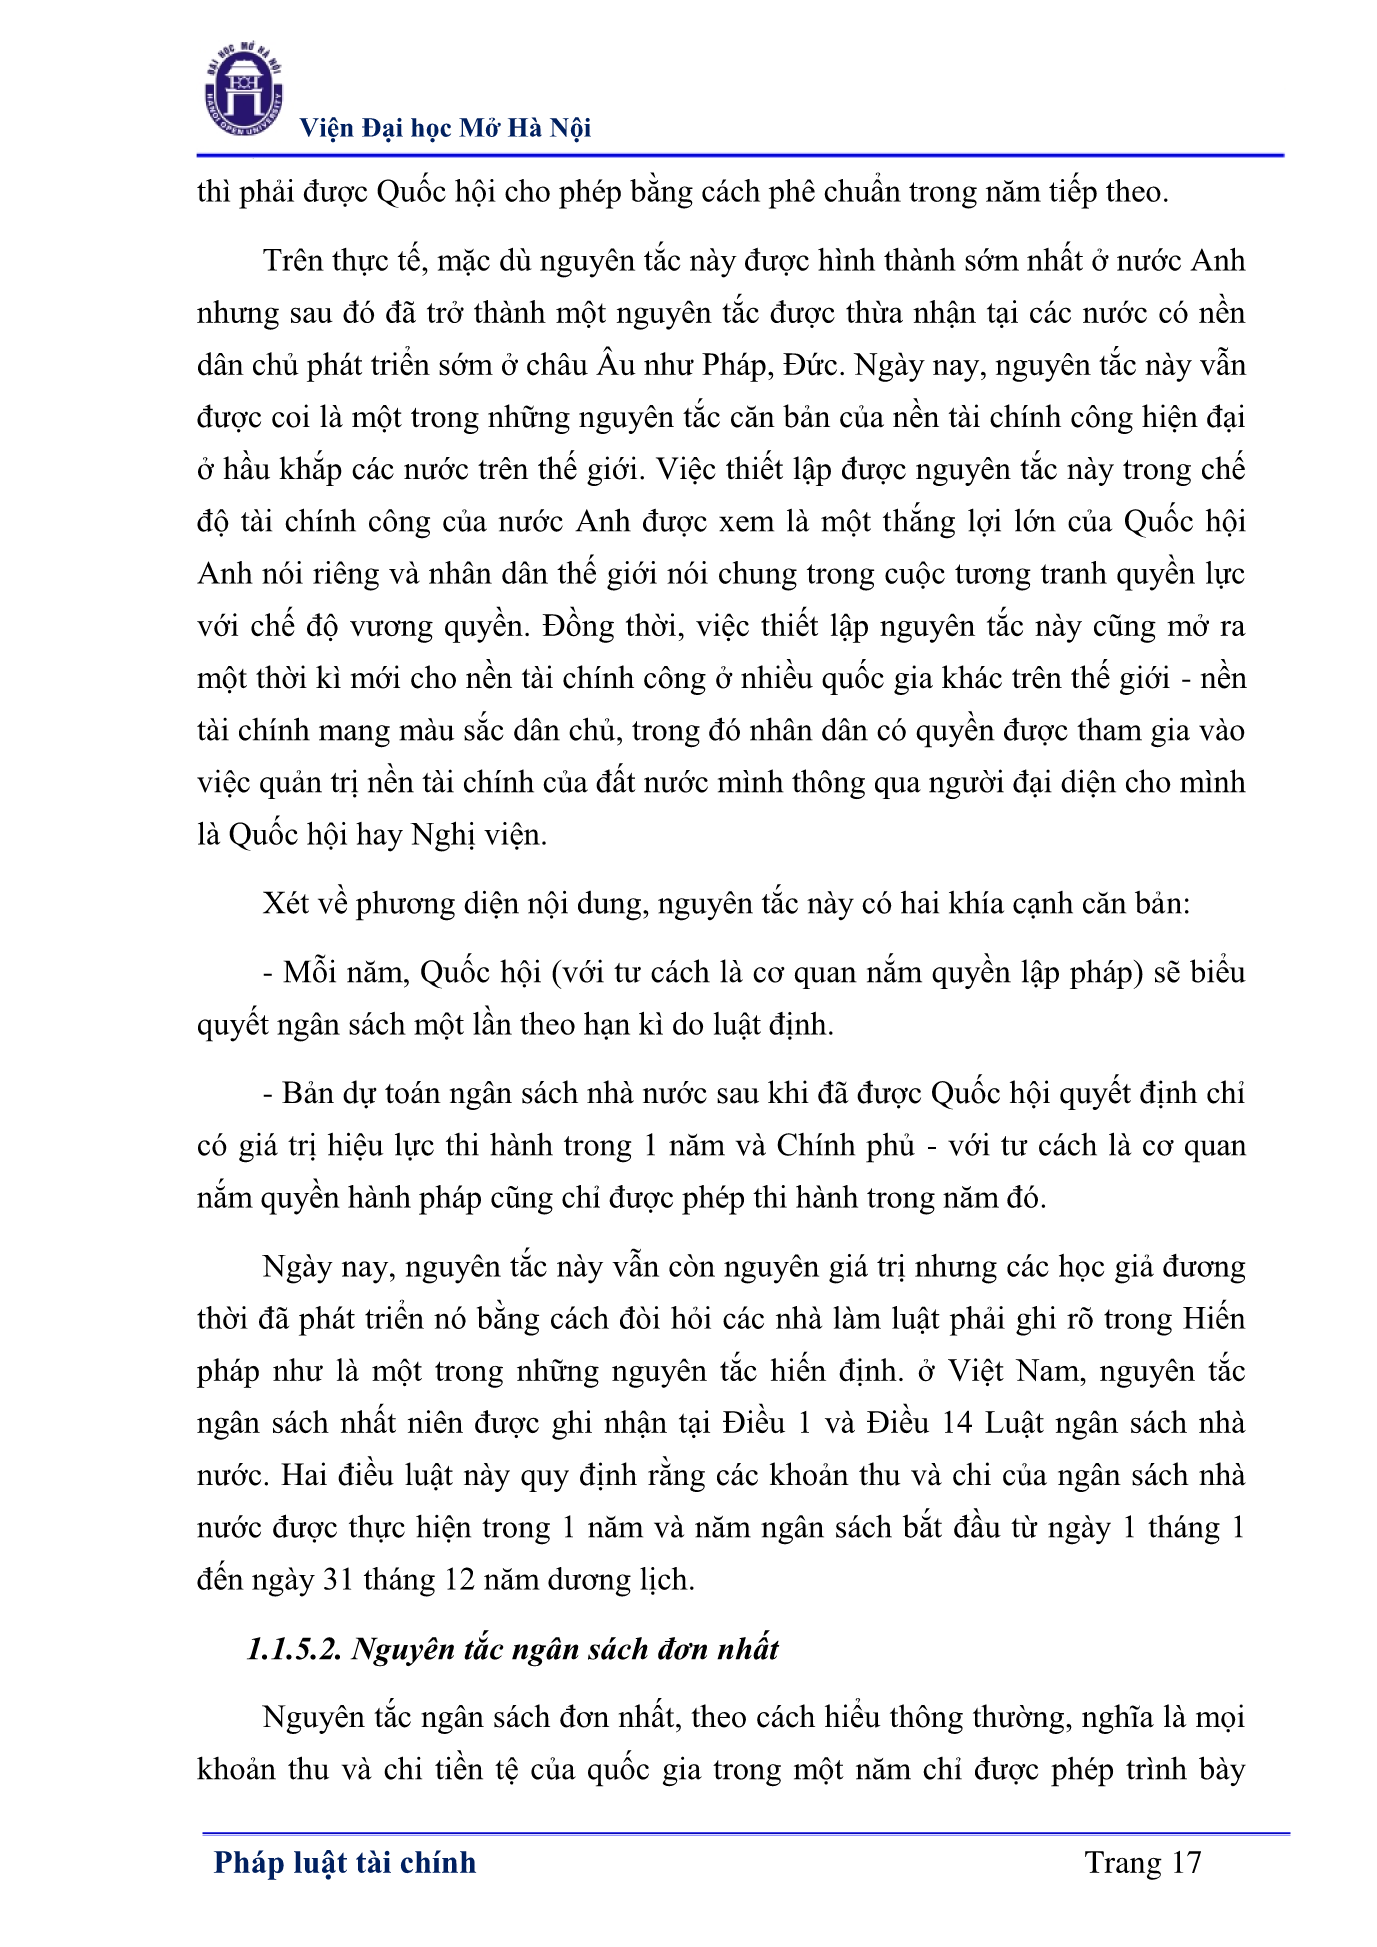 ĐẠI HỌC MỞ HÀ NỘI
HANOI OPEN UNIVERSITY
Viện Đại học Mở Hà Nội
thì phải được Quốc hội cho phép bằng cách phê chuẩn trong năm tiếp theo.
Trên thực tế, mặc dù nguyên tắc này được hình thành sớm nhất ở nước Anh
nhưng sau đó đã trở thành một nguyên tắc được thừa nhận tại các nước có nền
dân chủ phát triển sớm ở châu Âu như Pháp, Đức. Ngày nay, nguyên tắc này vẫn
được coi là một trong những nguyên tắc căn bản của nền tài chính công hiện đại
ở hầu khắp các nước trên thế giới. Việc thiết lập được nguyên tắc này trong chế
độ tài chính công của nước Anh được xem là một thắng lợi lớn của Quốc hội
Anh nói riêng và nhân dân thế giới nói chung trong cuộc tương tranh quyền lực
với chế độ vương quyền. Đồng thời, việc thiết lập nguyên tắc này cũng mở ra
một thời kì mới cho nền tài chính công ở nhiều quốc gia khác trên thế giới - nền
tài chính mang màu sắc dân chủ, trong đó nhân dân có quyền được tham gia vào
việc quản trị nền tài chính của đất nước mình thông qua người đại diện cho mình
là Quốc hội hay Nghị viện.
Xét về phương diện nội dung, nguyên tắc này có hai khía cạnh căn bản:
- Mỗi năm, Quốc hội (với tư cách là cơ quan nắm quyền lập pháp) sẽ biểu
quyết ngân sách một lần theo hạn kì do luật định.
- Bản dự toán ngân sách nhà nước sau khi đã được Quốc hội quyết định chỉ
có giá trị hiệu lực thi hành trong 1 năm và Chính phủ - với tư cách là cơ quan
nắm quyền hành pháp cũng chỉ được phép thi hành trong năm đó.
Ngày nay, nguyên tắc này vẫn còn nguyên giá trị nhưng các học giả đương
thời đã phát triển nó bằng cách đòi hỏi các nhà làm luật phải ghi rõ trong Hiến
pháp như là một trong những nguyên tắc hiến định. ở Việt Nam, nguyên tắc
ngân sách nhất niên được ghi nhận tại Điều 1 và Điều 14 Luật ngân sách nhà
nước. Hai điều luật này quy định rằng các khoản thu và chi của ngân sách nhà
nước được thực hiện trong 1 năm và năm ngân sách bắt đầu từ ngày 1 tháng 1
đến ngày 31 tháng 12 năm dương lịch.
1.1.5.2. Nguyên tắc ngân sách đơn nhất
Nguyên tắc ngân sách đơn nhất, theo cách hiểu thông thường, nghĩa là mọi
khoản thu và chi tiền tệ của quốc gia trong một năm chỉ được phép trình bày
Pháp luật tài chính
Trang 17